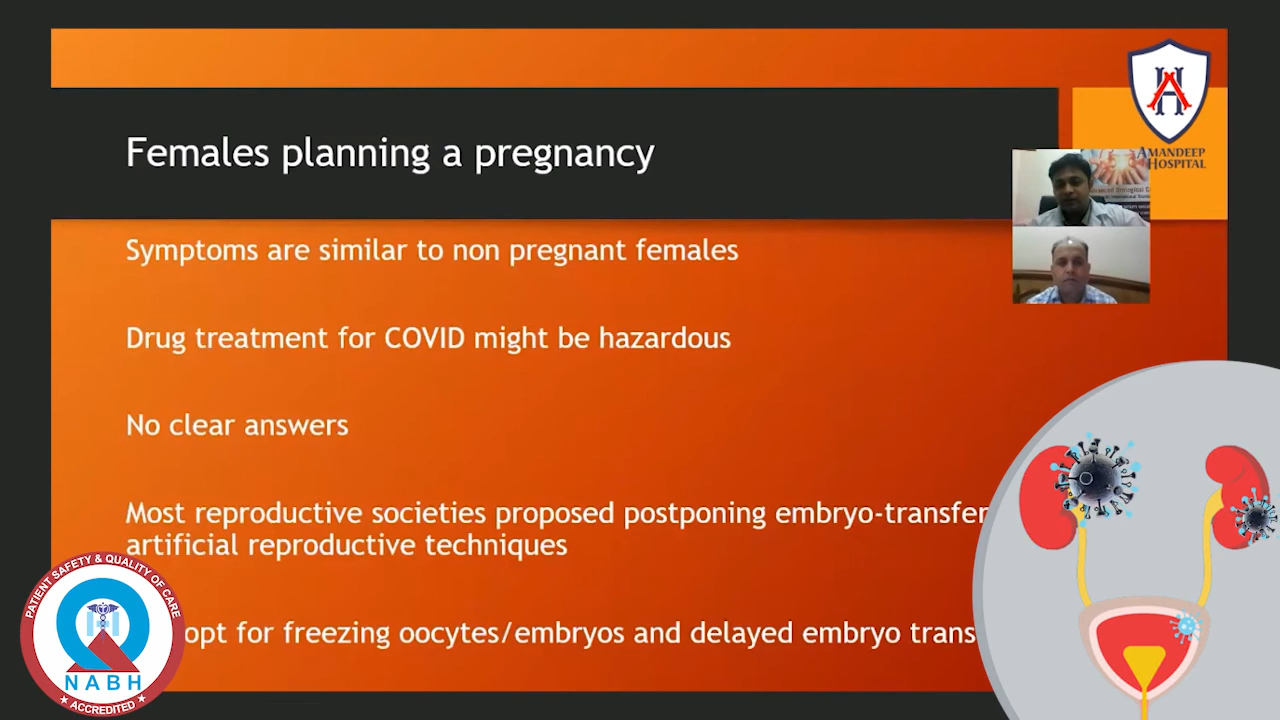 Females planning a pregnancy
AMANDEEP
HOSPITAL
Symptoms are similar to non pregnant females
Drug treatment for COVID might be hazardous
No clear answers
Most reproductive societies proposed postponing embryo-transfer
artificial reproductive techniques
opt for freezing oocytes/embryos and delayed embryo trans
PATIENT SAFETY & QUALITY OF CARE
NABH
ACCREDITED